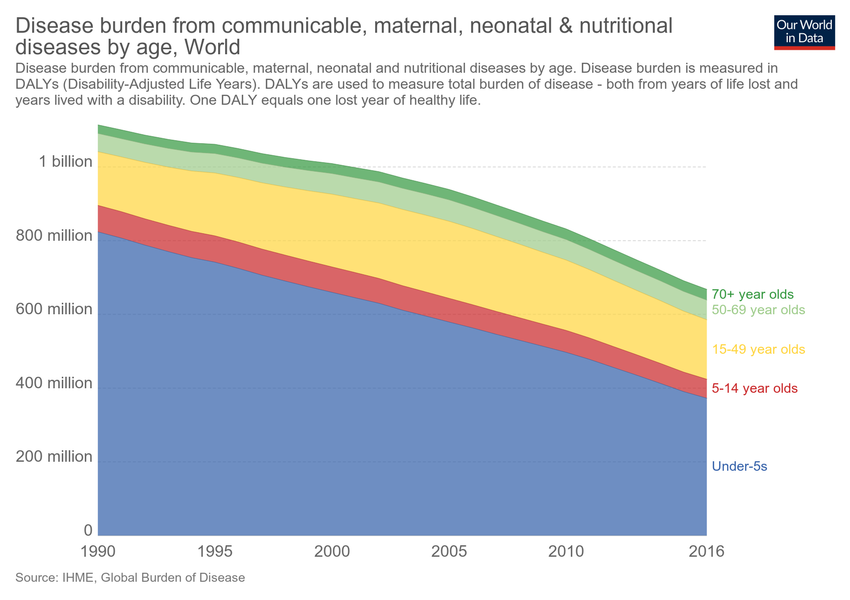 Disease burden from communicable, maternal, neonatal & nutritional
diseases by age, World
Our World
in Data
Disease burden from communicable, maternal, neonatal and nutritional diseases by age. Disease burden is measured in
DALYs (Disability-Adjusted Life Years). DALYs are used to measure total burden of disease - both from years of life lost and
years lived with a disability. One DALY equals one lost year of healthy life.
1 billion
800 million
600 million
400 million
200 million
0
70+ year olds
50-69 year olds
15-49 year olds
5-14 year olds
Under-5s
1990
1995
2000
2005
2010
2016
Source: IHME, Global Burden of Disease